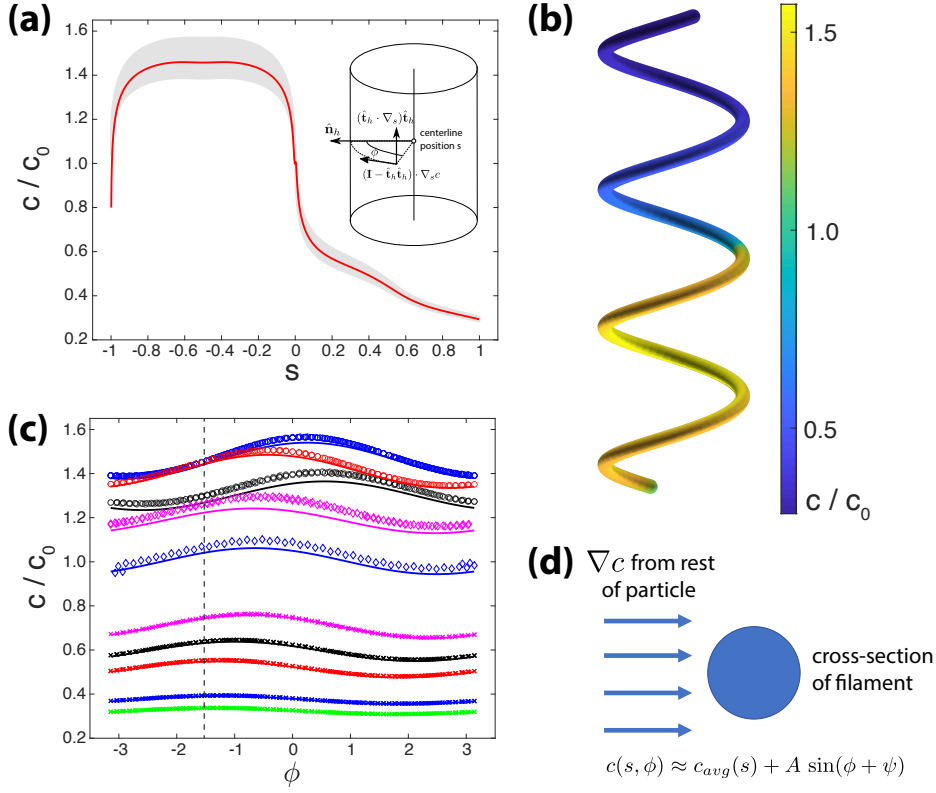 (a)
c / c₀
1.6
1.4
1.2
1.0
0.8
0.6
0.4
0.2
-1
-0.8
-0.6
-0.4
-0.2
0
0.2
0.4
0.6
0.8
1
s
(t̂ₕ · ∇ₛ)t̂ₕ
n̂ₕ
ϕ
centerline
position s
(I − t̂ₕt̂ₕ) · ∇ₛc
(b)
1.5
1.0
0.5
c / c₀
(c)
c / c₀
1.6
1.4
1.2
1.0
0.8
0.6
0.4
0.2
-3
-2
-1
0
1
2
3
ϕ
(d)
∇c from rest
of particle
cross-section
of filament
c(s, ϕ) ≈ c_avg(s) + A sin(ϕ + ψ)